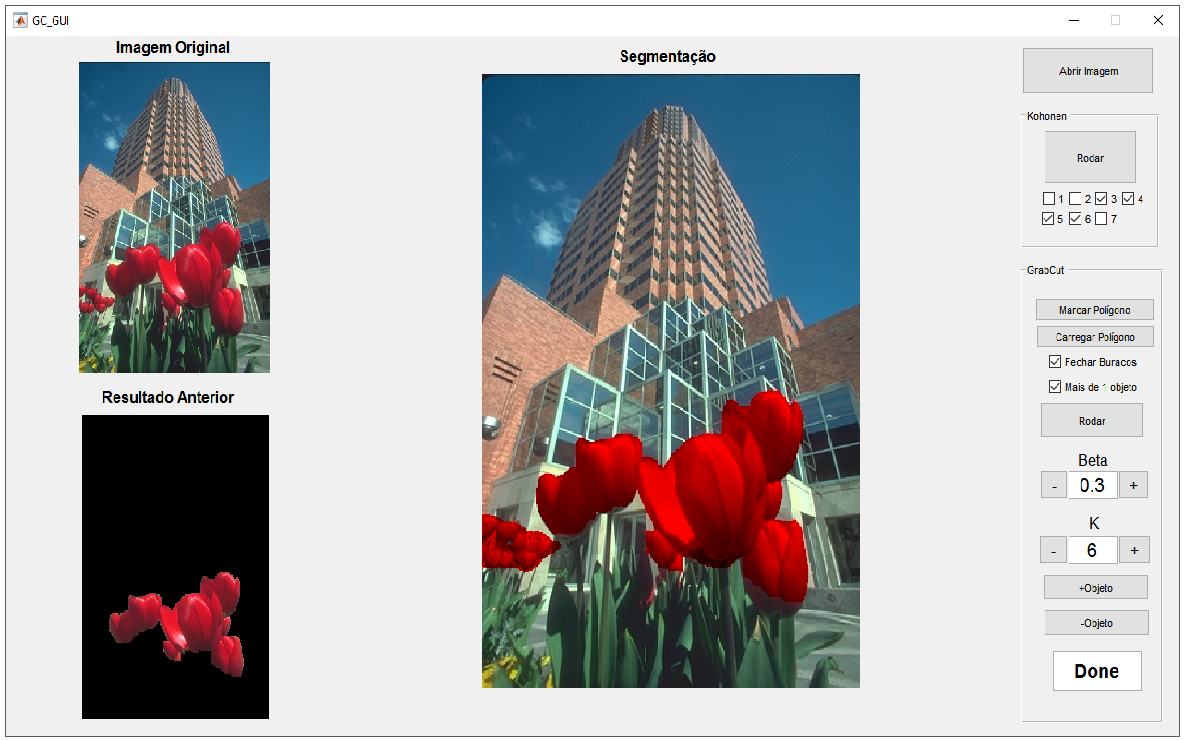 GC_GUI
Imagem Original
Segmentação
Resultado Anterior
Abrir Imagem
Kohonen
Rodar
1 2 3 4
5 6 7
GrabCut
Marcar Polígono
Carregar Polígono
Fechar Buracos
Mais de 1 objeto
Rodar
Beta
- 0.3 +
K
- 6 +
+Objeto
-Objeto
Done